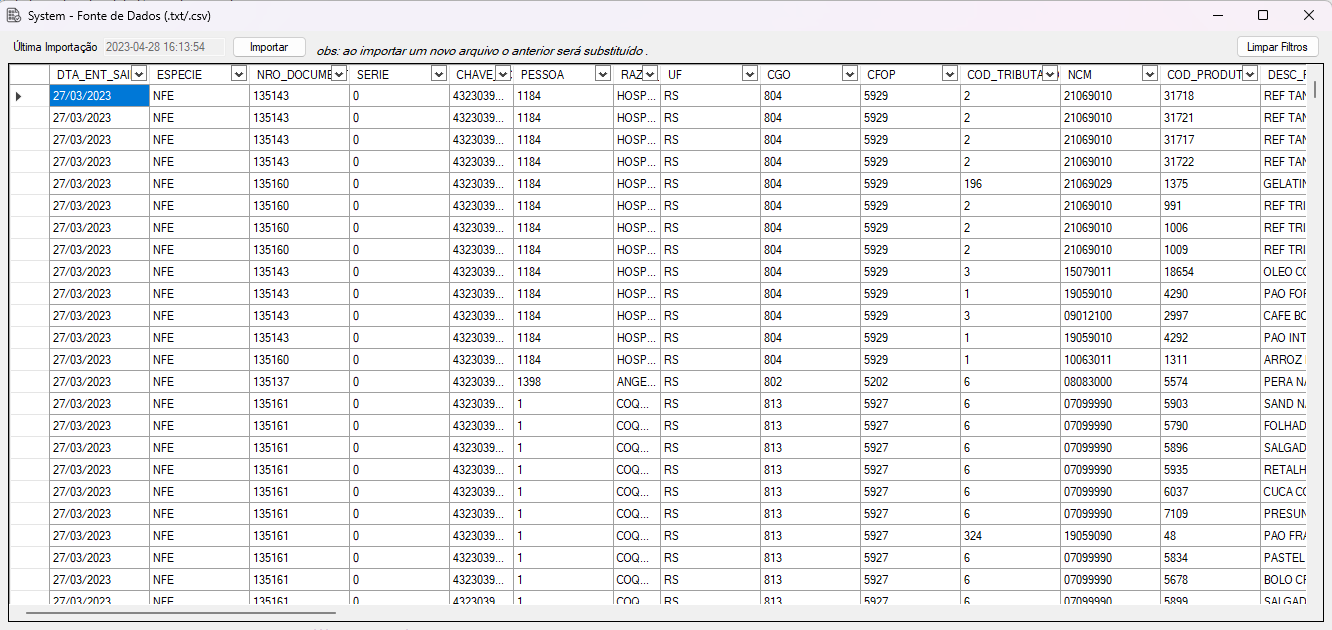 System - Fonte de Dados (.txt/.csv)
Última Importação 2023-04-28 16:13:54 Importar obs: ao importar um novo arquivo o anterior será substituído . Limpar Filtros
DTA_ENT_SAI ESPECIE NRO_DOCUME SERIE CHAVE_ PESSOA RAZ UF CGO CFOP COD_TRIBUTA NCM COD_PRODUT DESC_F
27/03/2023 NFE 135143 0 4323039... 1184 HOSP... RS 804 5929 2 21069010 31718 REF TAN
27/03/2023 NFE 135143 0 4323039... 1184 HOSP... RS 804 5929 2 21069010 31721 REF TAN
27/03/2023 NFE 135143 0 4323039... 1184 HOSP... RS 804 5929 2 21069010 31717 REF TAN
27/03/2023 NFE 135143 0 4323039... 1184 HOSP... RS 804 5929 2 21069010 31722 REF TAN
27/03/2023 NFE 135160 0 4323039... 1184 HOSP... RS 804 5929 196 21069029 1375 GELATIN
27/03/2023 NFE 135160 0 4323039... 1184 HOSP... RS 804 5929 2 21069010 991 REF TRI
27/03/2023 NFE 135160 0 4323039... 1184 HOSP... RS 804 5929 2 21069010 1006 REF TRI
27/03/2023 NFE 135160 0 4323039... 1184 HOSP... RS 804 5929 2 21069010 1009 REF TRI
27/03/2023 NFE 135143 0 4323039... 1184 HOSP... RS 804 5929 3 15079011 18654 OLEO CO
27/03/2023 NFE 135143 0 4323039... 1184 HOSP... RS 804 5929 1 19059010 4290 PAO FOR
27/03/2023 NFE 135143 0 4323039... 1184 HOSP... RS 804 5929 3 09012100 2997 CAFE BO
27/03/2023 NFE 135143 0 4323039... 1184 HOSP... RS 804 5929 1 19059010 4292 PAO INT
27/03/2023 NFE 135160 0 4323039... 1184 HOSP... RS 804 5929 1 10063011 1311 ARROZ
27/03/2023 NFE 135137 0 4323039... 1398 ANGE... RS 802 5202 6 08083000 5574 PERA NA
27/03/2023 NFE 135161 0 4323039... 1 COQ... RS 813 5927 6 07099990 5903 SAND NA
27/03/2023 NFE 135161 0 4323039... 1 COQ... RS 813 5927 6 07099990 5790 FOLHAD
27/03/2023 NFE 135161 0 4323039... 1 COQ... RS 813 5927 6 07099990 5896 SALGAD
27/03/2023 NFE 135161 0 4323039... 1 COQ... RS 813 5927 6 07099990 5935 RETALH
27/03/2023 NFE 135161 0 4323039... 1 COQ... RS 813 5927 6 07099990 6037 CUCA CO
27/03/2023 NFE 135161 0 4323039... 1 COQ... RS 813 5927 6 07099990 7109 PRESUN
27/03/2023 NFE 135161 0 4323039... 1 COQ... RS 813 5927 324 19059090 48 PAO FRA
27/03/2023 NFE 135161 0 4323039... 1 COQ... RS 813 5927 6 07099990 5834 PASTEL
27/03/2023 NFE 135161 0 4323039... 1 COQ... RS 813 5927 6 07099990 5678 BOLO CR
27/03/2023 NFE 135161 0 4323039... 1 COQ... RS 813 5927 6 07099990 5899 SALGAD